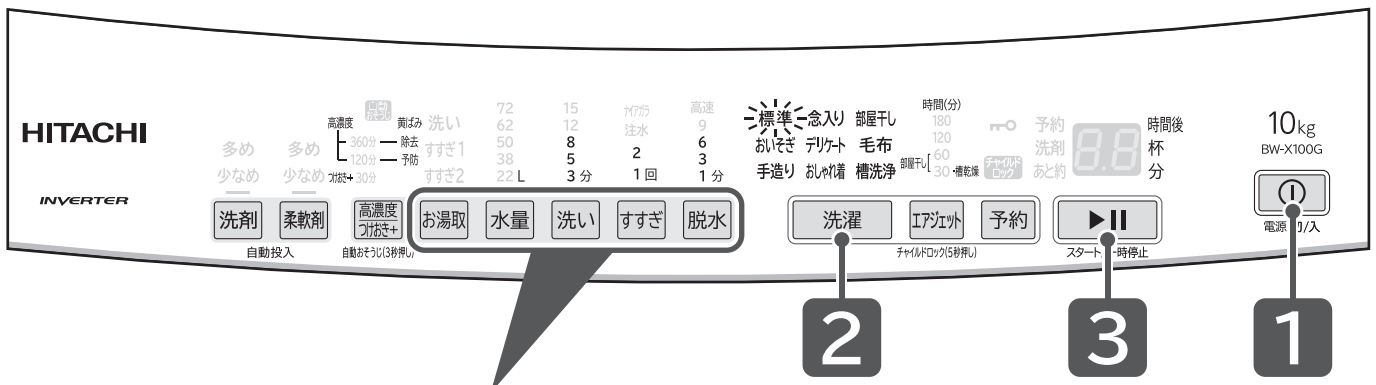 HITACHI
INVERTER
多め
少なめ
洗剤
多め
少なめ
柔軟剤
自動投入
自動おそうじ
高濃度 黄ばみ
360分 除去
120分 予防
つけおき+ 30分
高濃度
つけおき+
自動おそうじ(3秒押し)
洗い
すすぎ1
すすぎ2
お湯取
72
62
50
38
22 L
水量
15
12
8
5
3 分
洗い
ナイアガラ
注水
2
1 回
すすぎ
高速
9
6
3
1 分
脱水
標準 念入り 部屋干し
おいそぎ デリケート 毛布
手造り おしゃれ着 槽洗浄
洗濯
時間(分)
180
120
60
部屋干し 30 ・槽乾燥
エアジェット
チャイルド
ロック
チャイルドロック(5秒押し)
予約
洗剤
あと約
予約
8.8
時間後
杯
分
スタート 一時停止
10kg
BW-X100G
電源 切/入
2
3
1